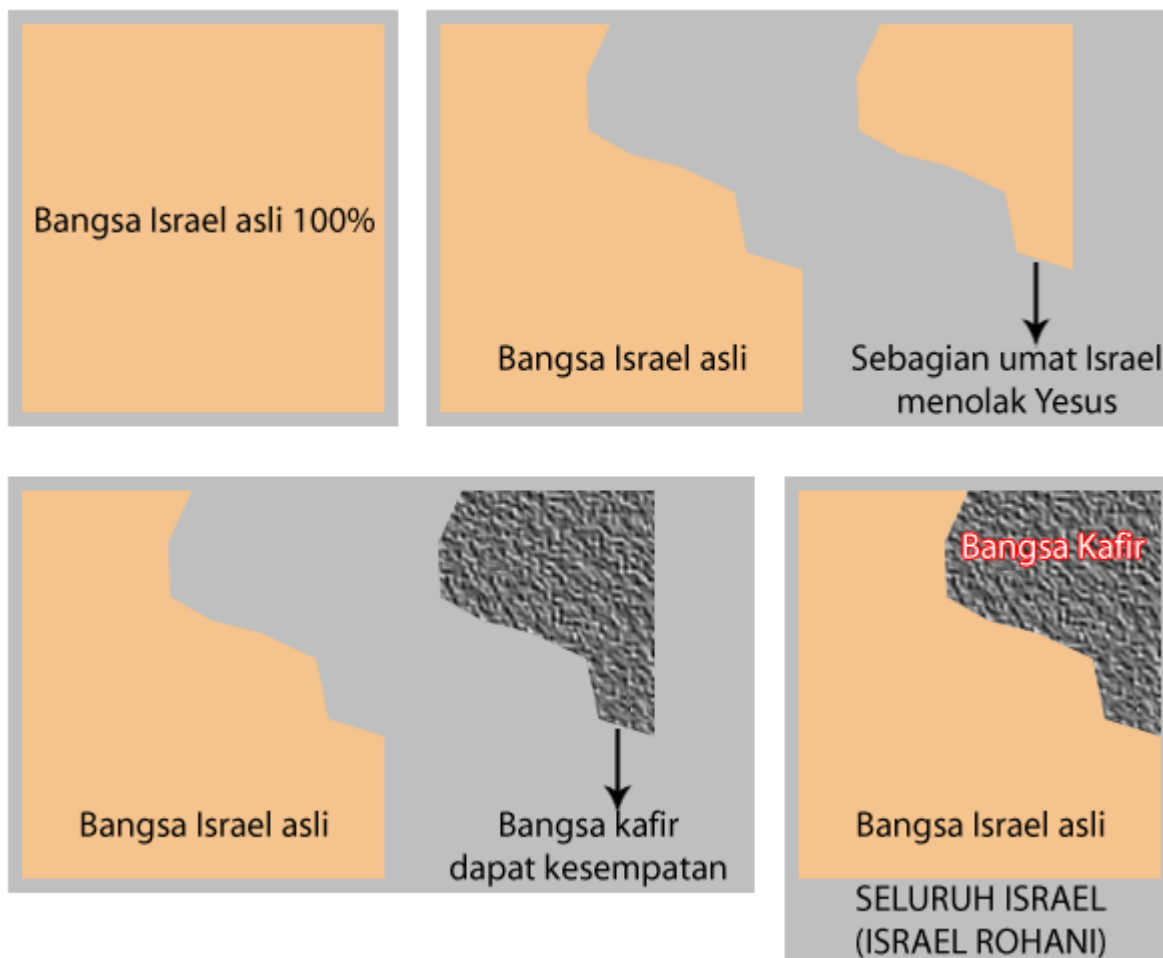 Bangsa Israel asli 100%
Bangsa Israel asli
Sebagian umat Israel
menolak Yesus
Bangsa Israel asli
Bangsa kafir
dapat kesempatan
Bangsa Kafir
Bangsa Israel asli
SELURUH ISRAEL
(ISRAEL ROHANI)